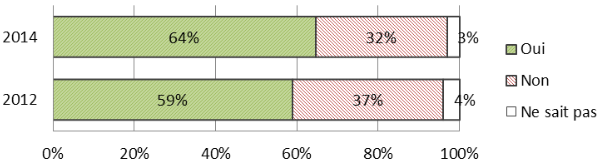 2014 64% 32% 3%
Oui
Non
2012 59% 37% 4%
Ne sait pas
0% 20% 40% 60% 80% 100%